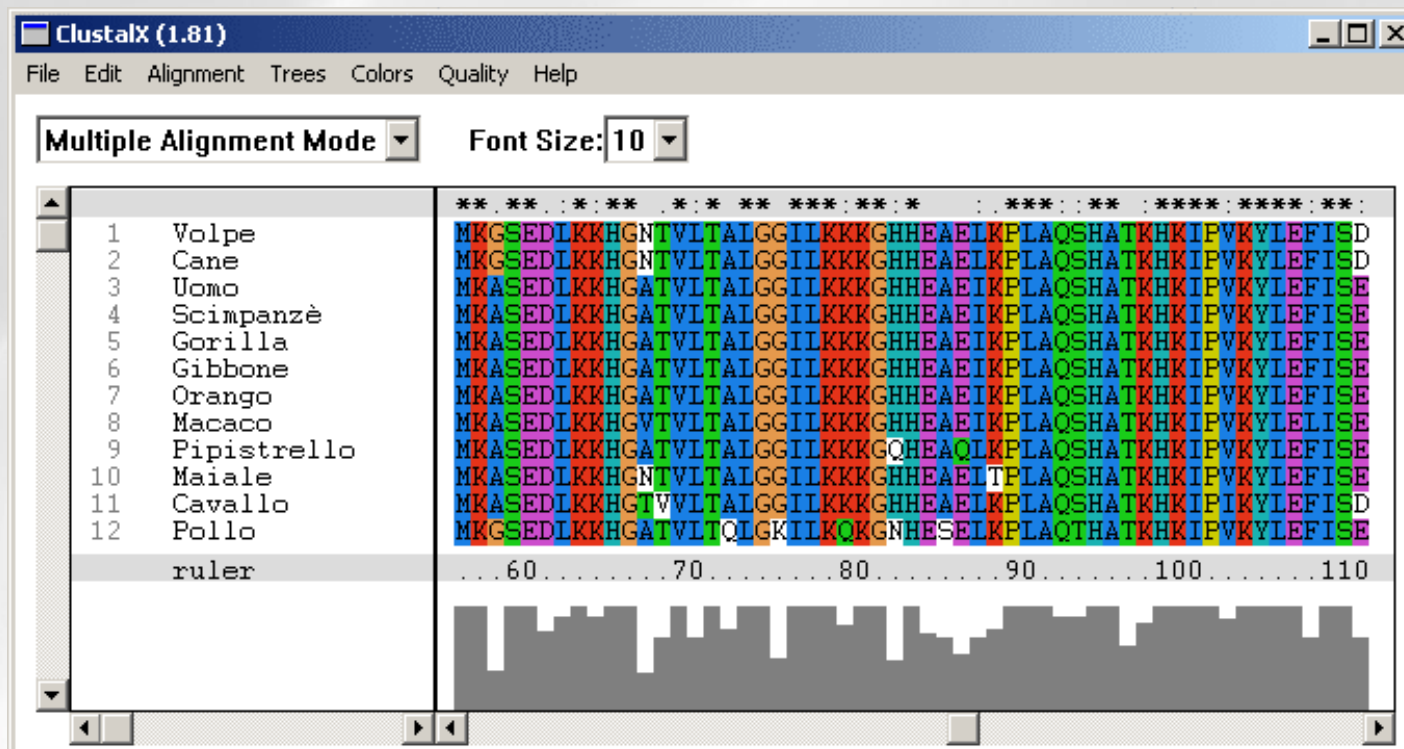 ClustalX (1.81)
File Edit Alignment Trees Colors Quality Help
Multiple Alignment Mode Font Size: 10
**.**.:*:** .*:* ** ***:**:*   :.***::** :****:****:**:
1 Volpe MKGSEDLKKHGNTVLTALGGILKKKGHHEAELKPLAQSHATKHKIPVKYLEFISD
2 Cane MKGSEDLKKHGNTVLTALGGILKKKGHHEAELKPLAQSHATKHKIPVKYLEFISD
3 Uomo MKASEDLKKHGATVLTALGGILKKKGHHEAEIKPLAQSHATKHKIPVKYLEFISE
4 Scimpanzè MKASEDLKKHGATVLTALGGILKKKGHHEAEIKPLAQSHATKHKIPVKYLEFISE
5 Gorilla MKASEDLKKHGATVLTALGGILKKKGHHEAEIKPLAQSHATKHKIPVKYLEFISE
6 Gibbone MKASEDLKKHGATVLTALGGILKKKGHHEAEIKPLAQSHATKHKIPVKYLEFISE
7 Orango MKASEDLKKHGATVLTALGGILKKKGHHEAEIKPLAQSHATKHKIPVKYLEFISE
8 Macaco MKASEDLKKHGVTVLTALGGILKKKGHHEAEIKPLAQSHATKHKIPVKYLELISE
9 Pipistrello MKASEDLKKHGATVLTALGGILKKKGQHEAQLKPLAQSHATKHKIPVKYLEFISE
10 Maiale MKASEDLKKHGNTVLTALGGILKKKGHHEAELTPLAQSHATKHKIPVKYLEFISE
11 Cavallo MKASEDLKKHGTVVLTALGGILKKKGHHEAELKPLAQSHATKHKIPIKYLEFISD
12 Pollo MKGSEDLKKHGATVLTQLGKILKQKGNHESELKPLAQTHATKHKIPVKYLEFISE
ruler ...60........70........80........90.......100.......110